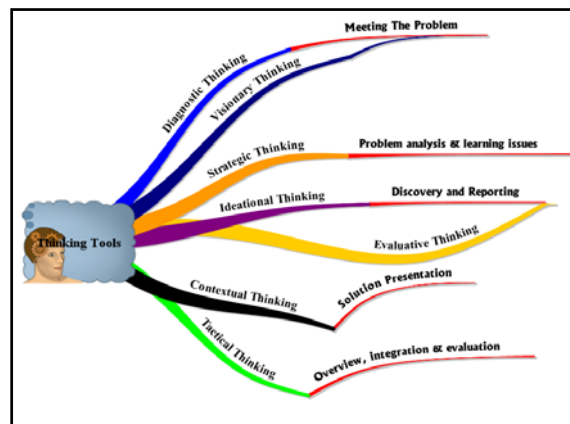 Meeting The Problem
Diagnostic Thinking
Visionary Thinking
Strategic Thinking
Problem analysis & learning issues
Ideational Thinking
Discovery and Reporting
Thinking Tools
Evaluative Thinking
Contextual Thinking
Solution Presentation
Tactical Thinking
Overview, integration & evaluation